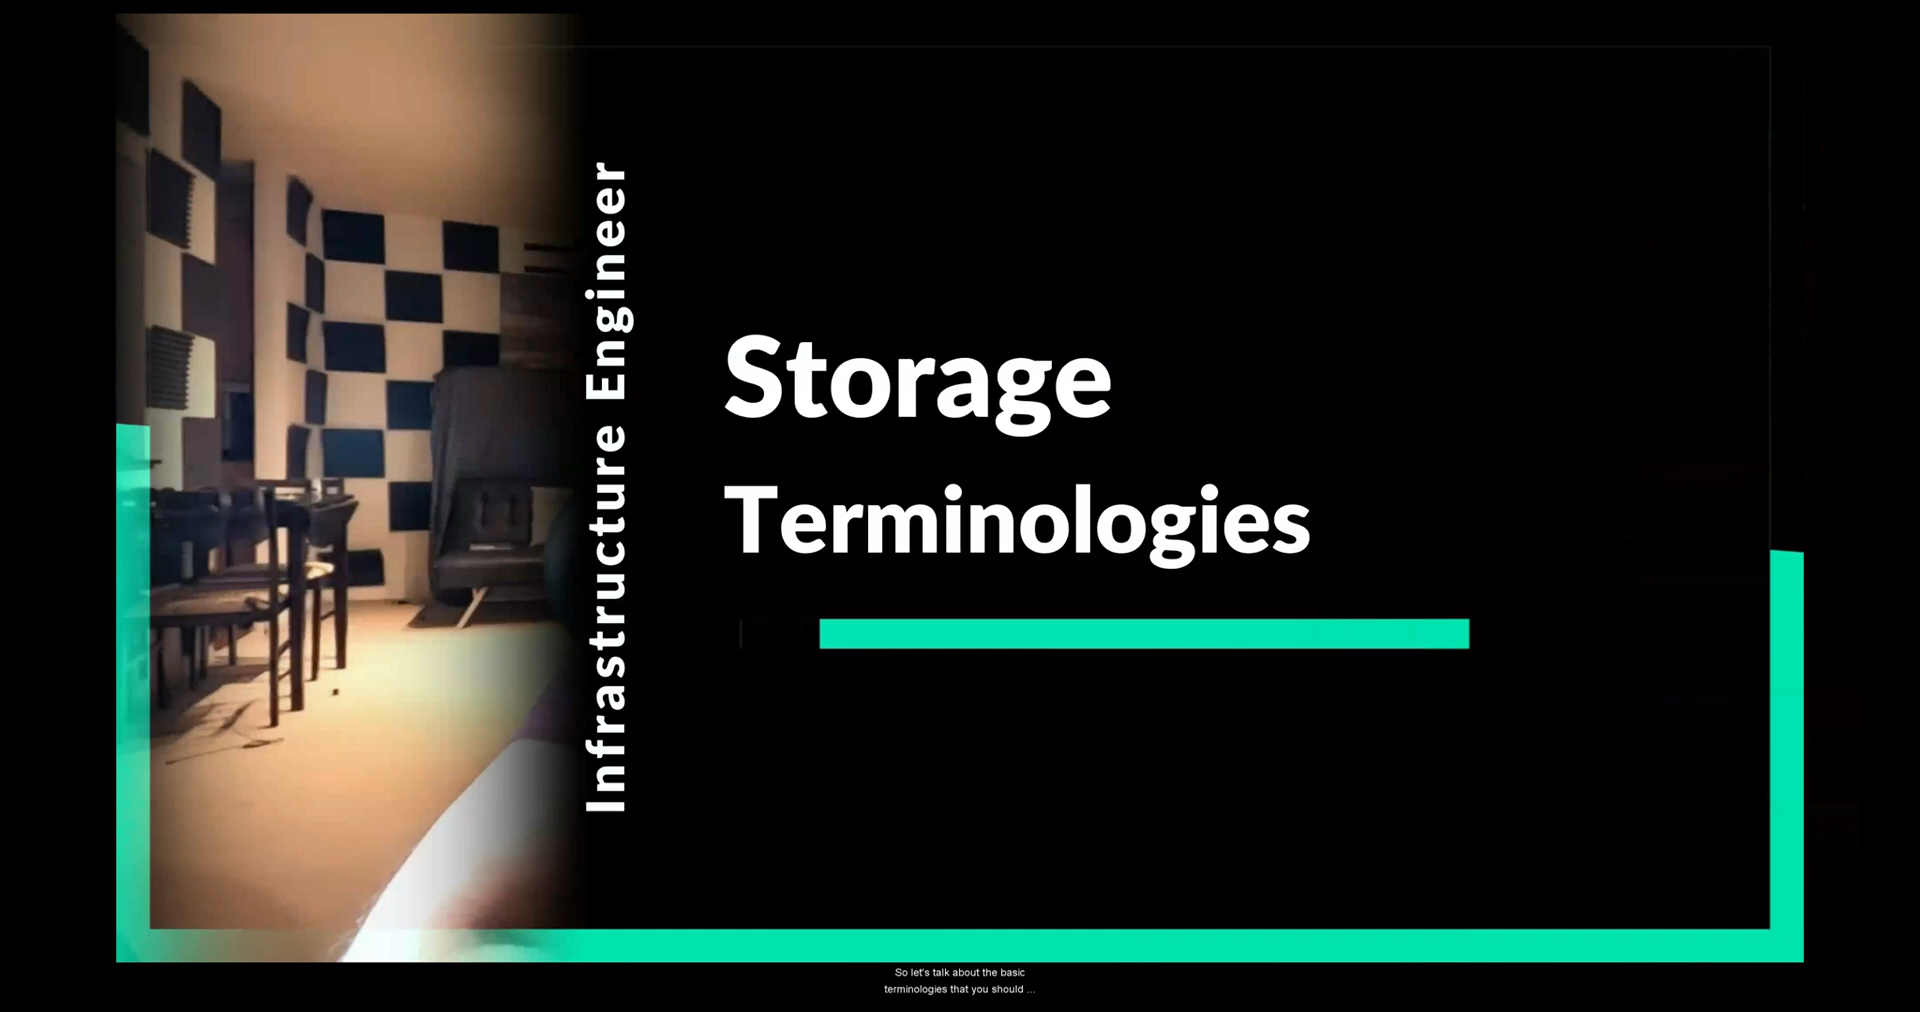 Infrastructure Engineer
Storage
Terminologies
So let's talk about the basic
terminologies that you should ...